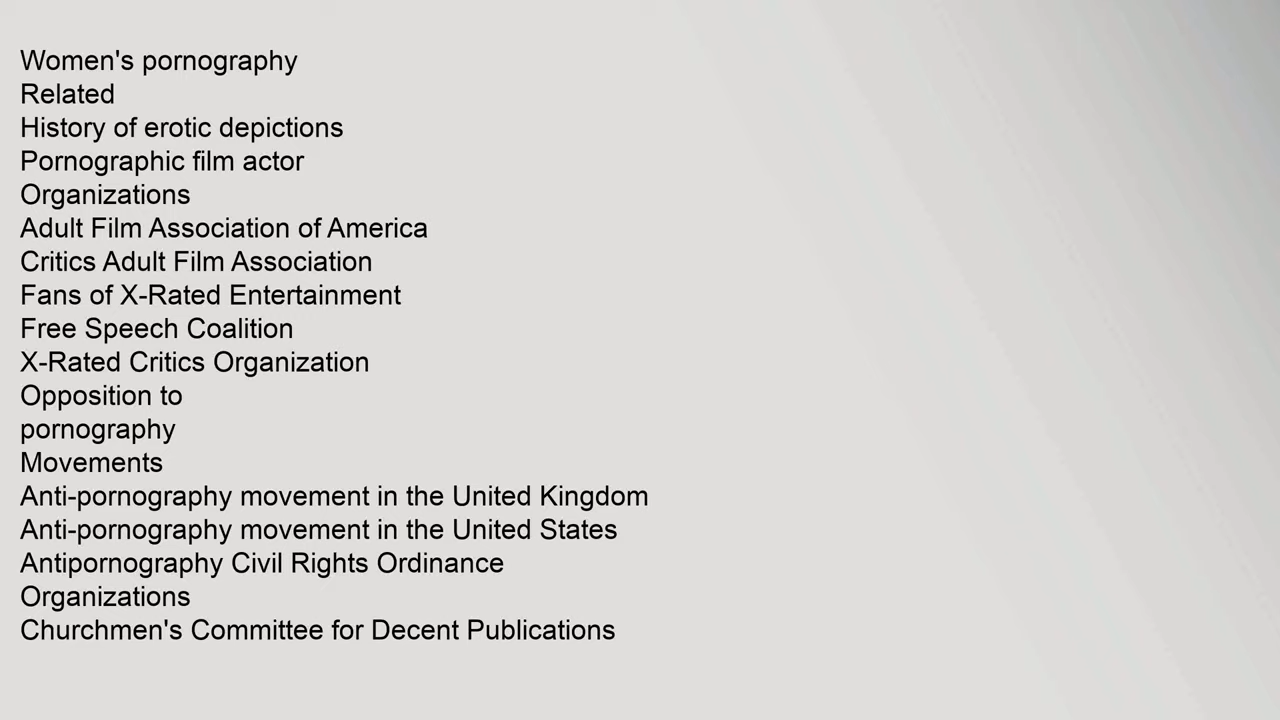 Women's pornography
Related
History of erotic depictions
Pornographic film actor
Organizations
Adult Film Association of America
Critics Adult Film Association
Fans of X-Rated Entertainment
Free Speech Coalition
X-Rated Critics Organization
Opposition to
pornography
Movements
Anti-pornography movement in the United Kingdom
Anti-pornography movement in the United States
Antipornography Civil Rights Ordinance
Organizations
Churchmen's Committee for Decent Publications